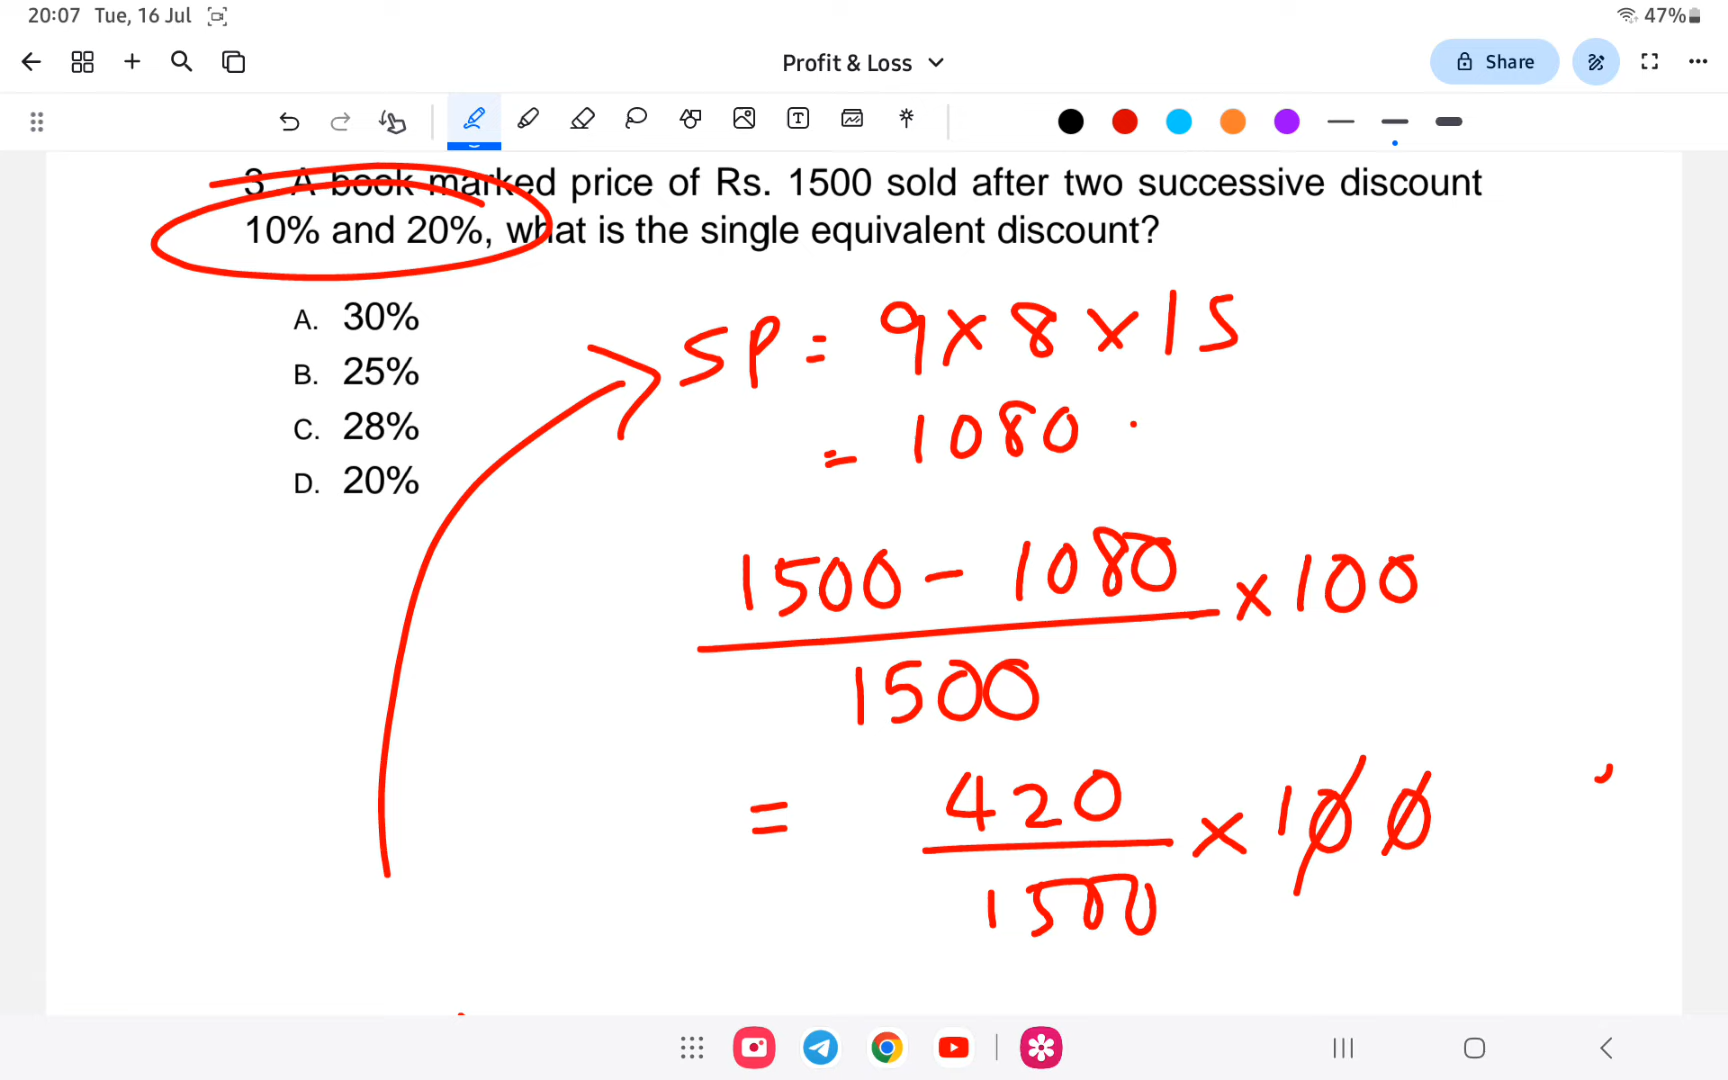 20:07 Tue, 16 Jul
47%
Profit & Loss
Share
3. A book marked price of Rs. 1500 sold after two successive discount
10% and 20%, what is the single equivalent discount?
A. 30%
B. 25%
C. 28%
D. 20%
SP = 9 × 8 × 15
= 1080
1500 - 1080
× 100
1500
= 420 × 100
1500